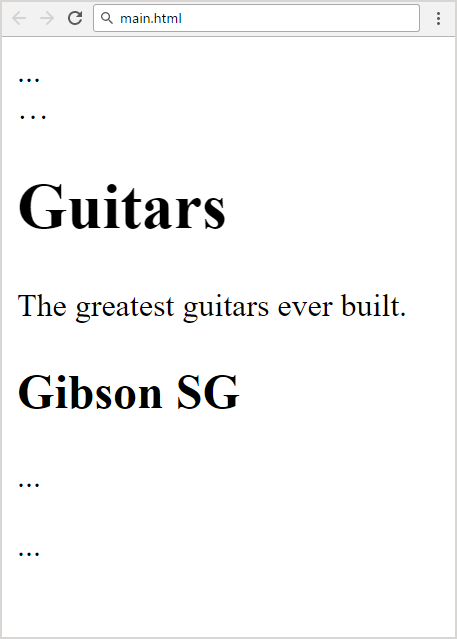 main.html
...
…
Guitars
The greatest guitars ever built.
Gibson SG
...
...